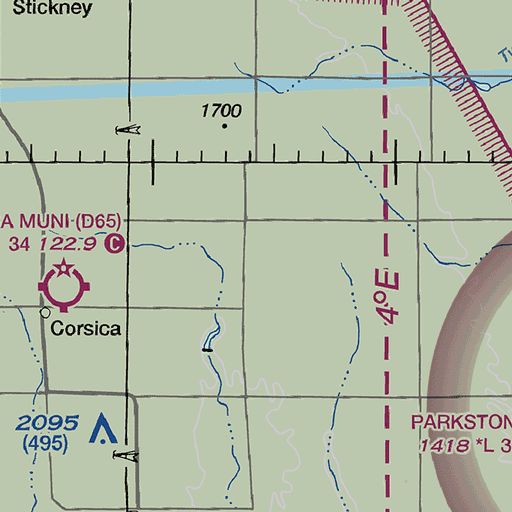 Stickney
1700
A MUNI (D65)
34 122.9 C
Corsica
4°E
2095
(495)
PARKSTON
1418 *L 3